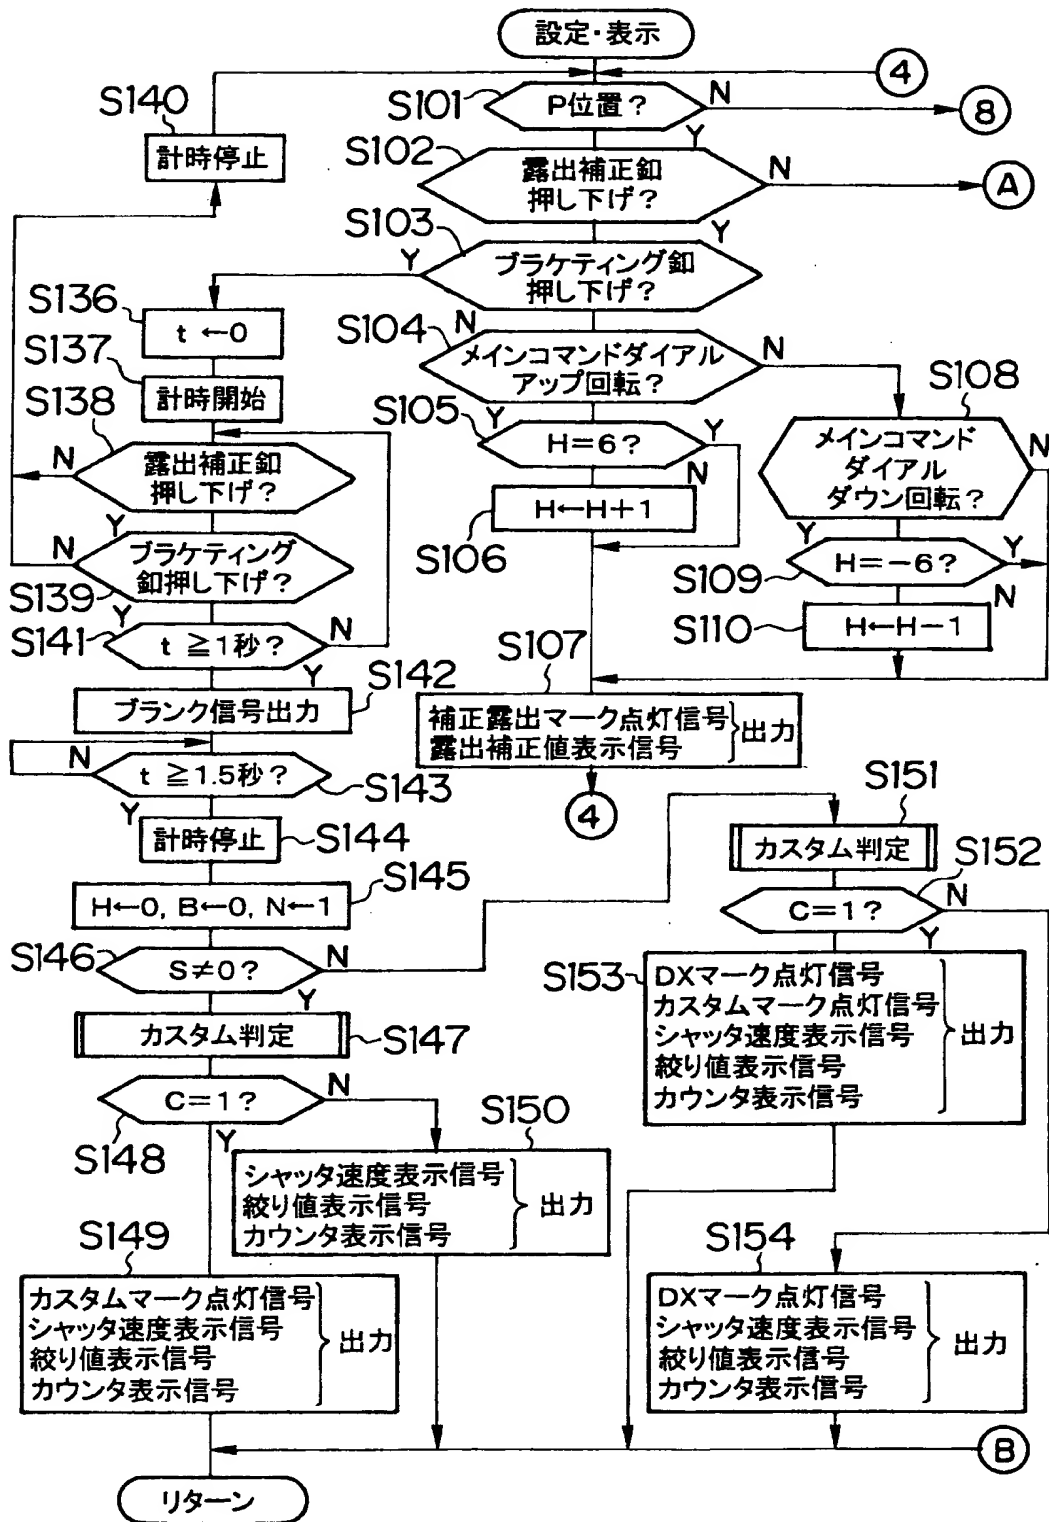 設定・表示
4
S101
P位置？
N
8
Y
S140
計時停止
S102
露出補正釦
押し下げ？
N
A
Y
S103
ブラケティング釦
押し下げ？
Y
N
S136
t ←0
S137
計時開始
S104
メインコマンドダイアル
アップ回転？
N
Y
S105
H=6？
Y
N
S106
H←H+1
S108
メインコマンド
ダイアル
ダウン回転？
N
Y
S109
H=−6？
Y
N
S110
H←H−1
S107
補正露出マーク点灯信号
露出補正値表示信号
出力
4
S138
露出補正釦
押し下げ？
N
Y
S139
ブラケティング
釦押し下げ？
N
Y
S141
t ≧1秒？
N
Y
S142
ブランク信号出力
S143
t ≧1.5秒？
N
Y
S144
計時停止
S145
H←0, B←0, N←1
S146
S≠0？
N
Y
S147
カスタム判定
S148
C=1？
N
Y
S149
カスタムマーク点灯信号
シャッタ速度表示信号
絞り値表示信号
カウンタ表示信号
出力
S150
シャッタ速度表示信号
絞り値表示信号
カウンタ表示信号
出力
S151
カスタム判定
S152
C=1？
N
Y
S153
DXマーク点灯信号
カスタムマーク点灯信号
シャッタ速度表示信号
絞り値表示信号
カウンタ表示信号
出力
S154
DXマーク点灯信号
シャッタ速度表示信号
絞り値表示信号
カウンタ表示信号
出力
B
リターン